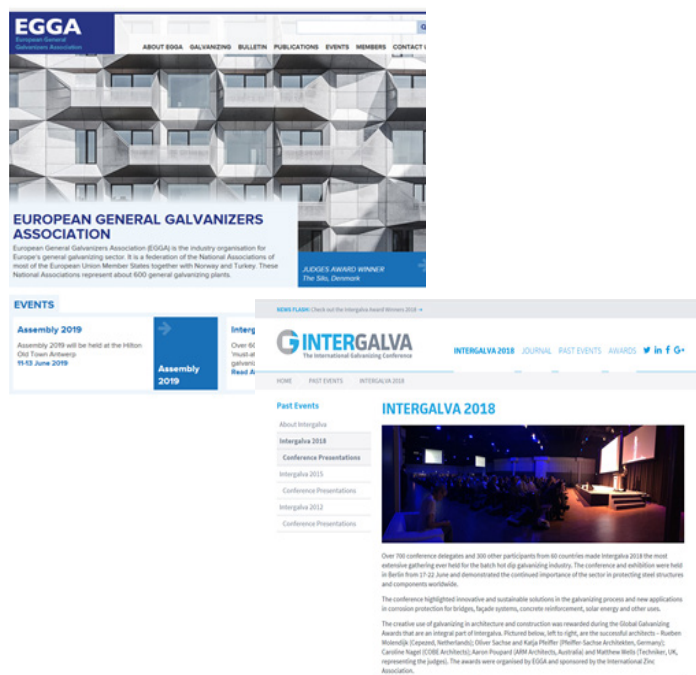 EGGA
European General
Galvanizers Association
ABOUT EGGA GALVANIZING BULLETIN PUBLICATIONS EVENTS MEMBERS CONTACT
EUROPEAN GENERAL GALVANIZERS
ASSOCIATION
European General Galvanizers Association (EGGA) is the industry organisation for
Europe's general galvanizing sector. It is a federation of the National Associations of
most of the European Union Member States together with Norway and Turkey. These
National Associations represent about 600 general galvanizing plants.
JUDGES AWARD WINNER
The Silo, Denmark
EVENTS
Assembly 2019
Assembly 2019 will be held at the Hilton
Old Town Antwerp
11-13 June 2019
Assembly
2019
Interg
Over 60
'must-at
galvani
Read A
NEWS FLASH: Check out the Intergalva Award Winners 2018
INTERGALVA
The International Galvanizing Conference
INTERGALVA 2018 JOURNAL PAST EVENTS AWARDS
HOME PAST EVENTS INTERGALVA 2018
Past Events
About Intergalva
Intergalva 2018
Conference Presentations
Intergalva 2015
Conference Presentations
Intergalva 2012
Conference Presentations
INTERGALVA 2018
Over 700 conference delegates and 300 other participants from 60 countries made Intergalva 2018 the most
extensive gathering ever held for the batch hot dip galvanizing industry. The conference and exhibition were held
in Berlin from 17-22 June and demonstrated the continued importance of the sector in protecting steel structures
and components worldwide.
The conference highlighted innovative and sustainable solutions in the galvanizing process and new applications
in corrosion protection for bridges, façade systems, concrete reinforcement, solar energy and other uses.
The creative use of galvanizing in architecture and construction was rewarded during the Global Galvanizing
Awards that are an integral part of Intergalva. Pictured below, left to right, are the successful architects – Rueben
Molendijk (Cepezed, Netherlands); Oliver Sachse and Katja Pfeiffer (Pfeiffer-Sachse Architekten, Germany);
Caroline Nagel (COBE Architects); Aaron Poupard (ARM Architects, Australia) and Matthew Wells (Techniker, UK,
representing the judges). The awards were organised by EGGA and sponsored by the International Zinc
Association.